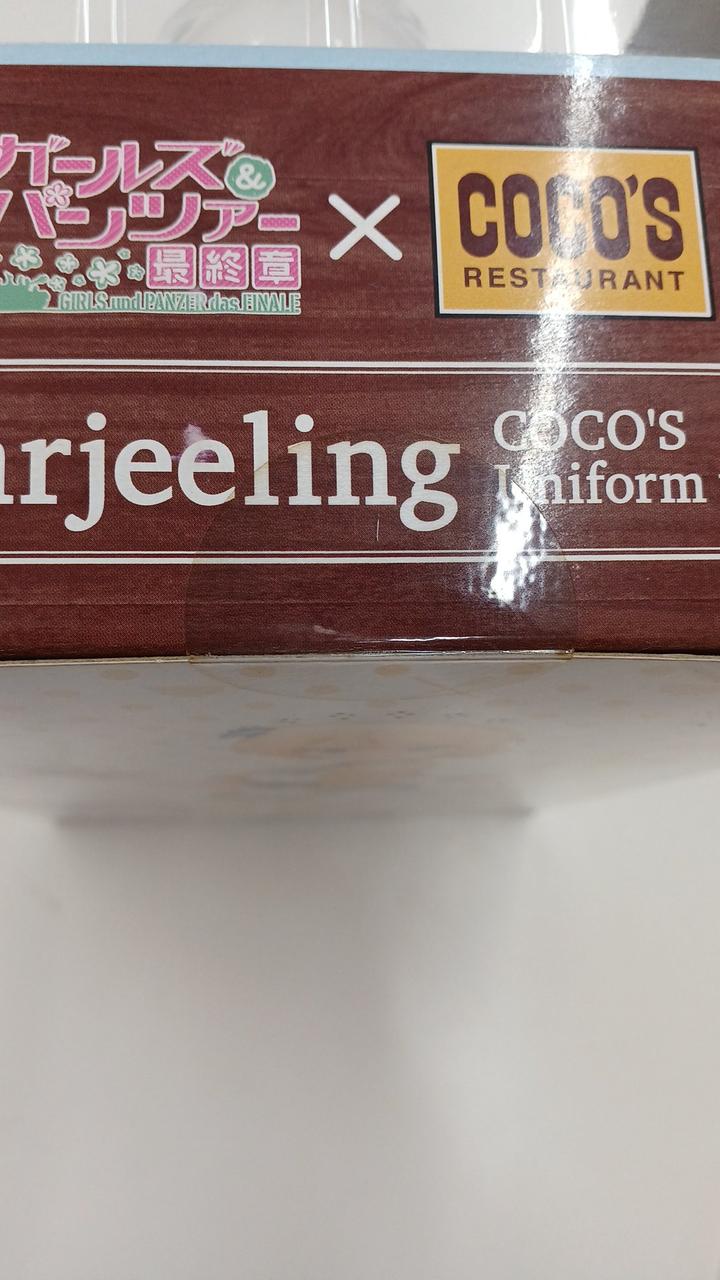 ガールズ&
パンツァー
最終章
GIRLS und PANZER das FINALE
×
COCO'S
RESTAURANT
arjeeling
COCO'S
Uniform